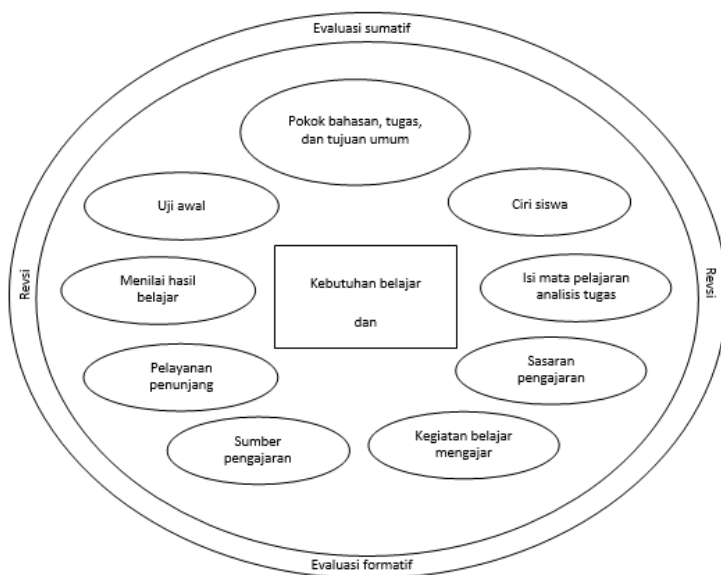 Evaluasi sumatif
Pokok bahasan, tugas,
dan tujuan umum
Uji awal
Ciri siswa
Revsi
Menilai hasil
belajar
Kebutuhan belajar
dan
Isi mata pelajaran
analisis tugas
Revsi
Pelayanan
penunjang
Sasaran
pengajaran
Sumber
pengajaran
Kegiatan belajar
mengajar
Evaluasi formatif